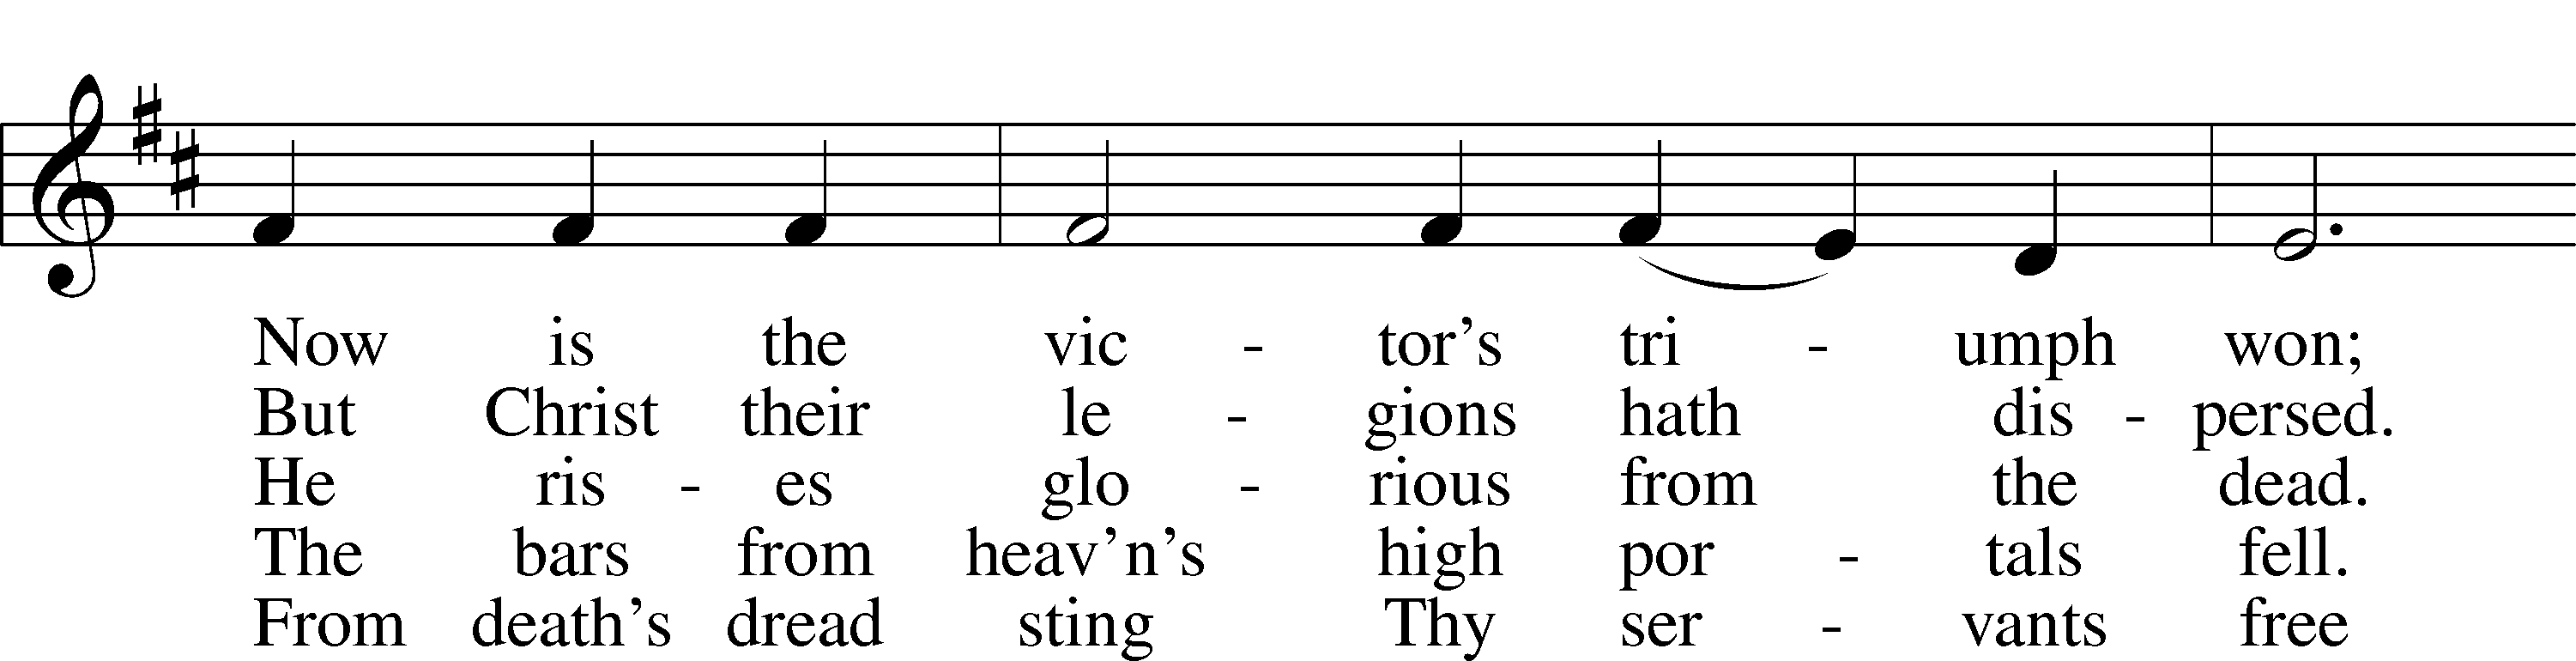 Now is the vic - tor's tri - umph won;
But Christ their le - gions hath dis - persed.
He ris - es glo - rious from the dead.
The bars from heav'n's high por - tals fell.
From death's dread sting Thy ser - vants free